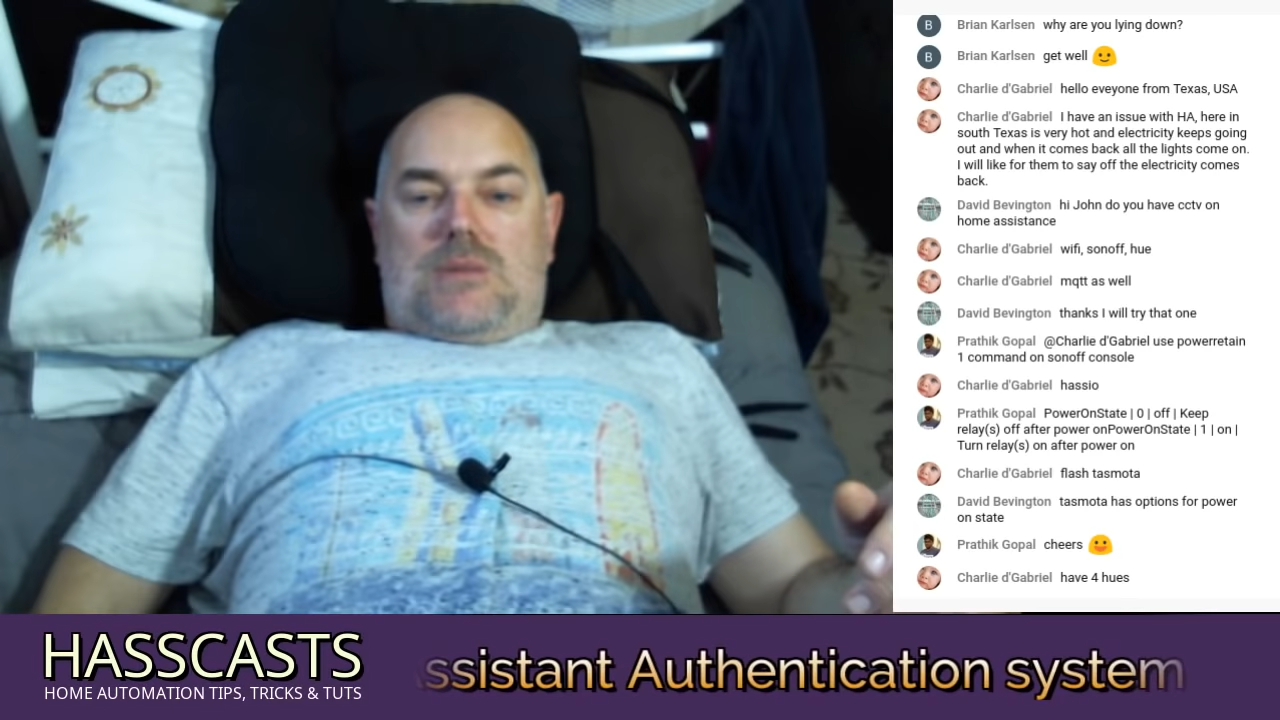 B Brian Karlsen why are you lying down?
B Brian Karlsen get well
Charlie d'Gabriel hello eveyone from Texas, USA
Charlie d'Gabriel I have an issue with HA, here in
south Texas is very hot and electricity keeps going
out and when it comes back all the lights come on.
I will like for them to say off the electricity comes
back.
David Bevington hi John do you have cctv on
home assistance
Charlie d'Gabriel wifi, sonoff, hue
Charlie d'Gabriel mqtt as well
David Bevington thanks I will try that one
Prathik Gopal @Charlie d'Gabriel use powerretain
1 command on sonoff console
Charlie d'Gabriel hassio
Prathik Gopal PowerOnState | 0 | off | Keep
relay(s) off after power onPowerOnState | 1 | on |
Turn relay(s) on after power on
Charlie d'Gabriel flash tasmota
David Bevington tasmota has options for power
on state
Prathik Gopal cheers
Charlie d'Gabriel have 4 hues
HASSCASTS
HOME AUTOMATION TIPS, TRICKS & TUTS
ssistant Authentication system